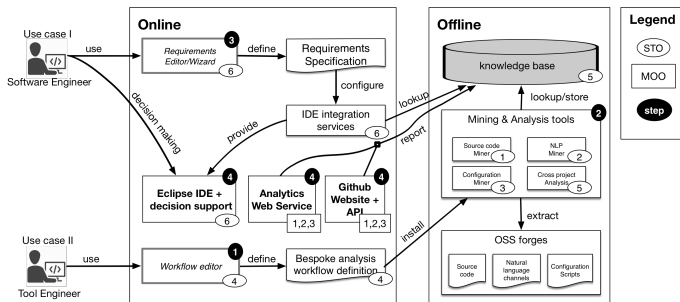 Online
Offline
Legend
Use case I
Software Engineer
use
Requirements
Editor/Wizard
3
6
define
Requirements
Specification
configure
decision making
IDE integration
services
6
provide
lookup
report
Eclipse IDE +
decision support
4
6
Analytics
Web Service
4
1,2,3
Github
Website +
API
4
1,2,3
Use case II
Tool Engineer
use
Workflow editor
1
4
define
Bespoke analysis
workflow definition
4
install
knowledge base
5
lookup/store
Mining & Analysis tools
2
Source code
Miner
1
NLP
Miner
2
Configuration
Miner
3
Cross project
Analysis
5
extract
OSS forges
Source
code
Natural
language
channels
Configuration
Scripts
STO
MOO
step